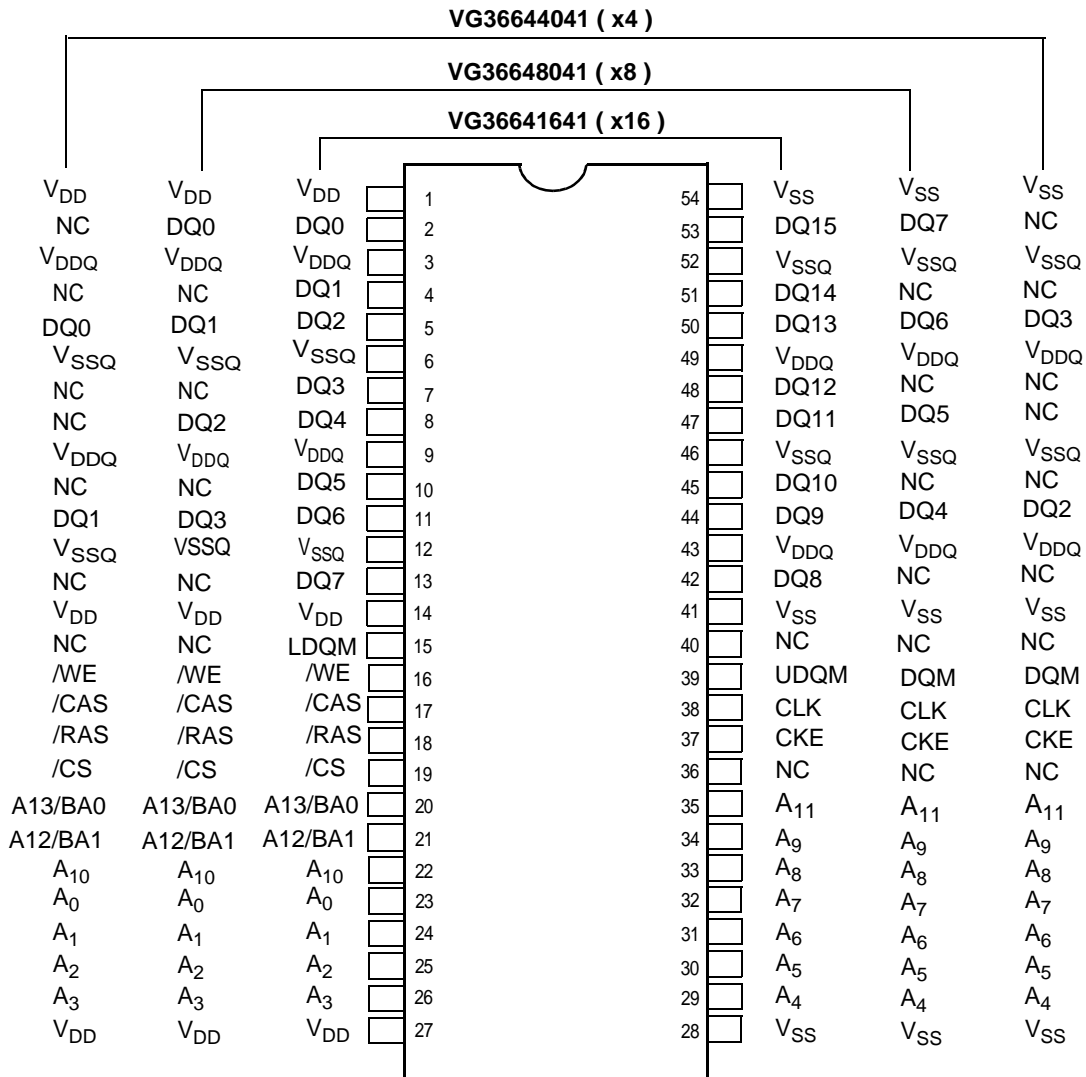 VG36644041 ( x4 )
VG36648041 ( x8 )
VG36641641 ( x16 )
VDD VDD VDD 1 54 VSS VSS VSS
NC DQ0 DQ0 2 53 DQ15 DQ7 NC
VDDQ VDDQ VDDQ 3 52 VSSQ VSSQ VSSQ
NC NC DQ1 4 51 DQ14 NC NC
DQ0 DQ1 DQ2 5 50 DQ13 DQ6 DQ3
VSSQ VSSQ VSSQ 6 49 VDDQ VDDQ VDDQ
NC NC DQ3 7 48 DQ12 NC NC
NC DQ2 DQ4 8 47 DQ11 DQ5 NC
VDDQ VDDQ VDDQ 9 46 VSSQ VSSQ VSSQ
NC NC DQ5 10 45 DQ10 NC NC
DQ1 DQ3 DQ6 11 44 DQ9 DQ4 DQ2
VSSQ VSSQ VSSQ 12 43 VDDQ VDDQ VDDQ
NC NC DQ7 13 42 DQ8 NC NC
VDD VDD VDD 14 41 VSS VSS VSS
NC NC LDQM 15 40 NC NC NC
/WE /WE /WE 16 39 UDQM DQM DQM
/CAS /CAS /CAS 17 38 CLK CLK CLK
/RAS /RAS /RAS 18 37 CKE CKE CKE
/CS /CS /CS 19 36 NC NC NC
A13/BA0 A13/BA0 A13/BA0 20 35 A11 A11 A11
A12/BA1 A12/BA1 A12/BA1 21 34 A9 A9 A9
A10 A10 A10 22 33 A8 A8 A8
A0 A0 A0 23 32 A7 A7 A7
A1 A1 A1 24 31 A6 A6 A6
A2 A2 A2 25 30 A5 A5 A5
A3 A3 A3 26 29 A4 A4 A4
VDD VDD VDD 27 28 VSS VSS VSS